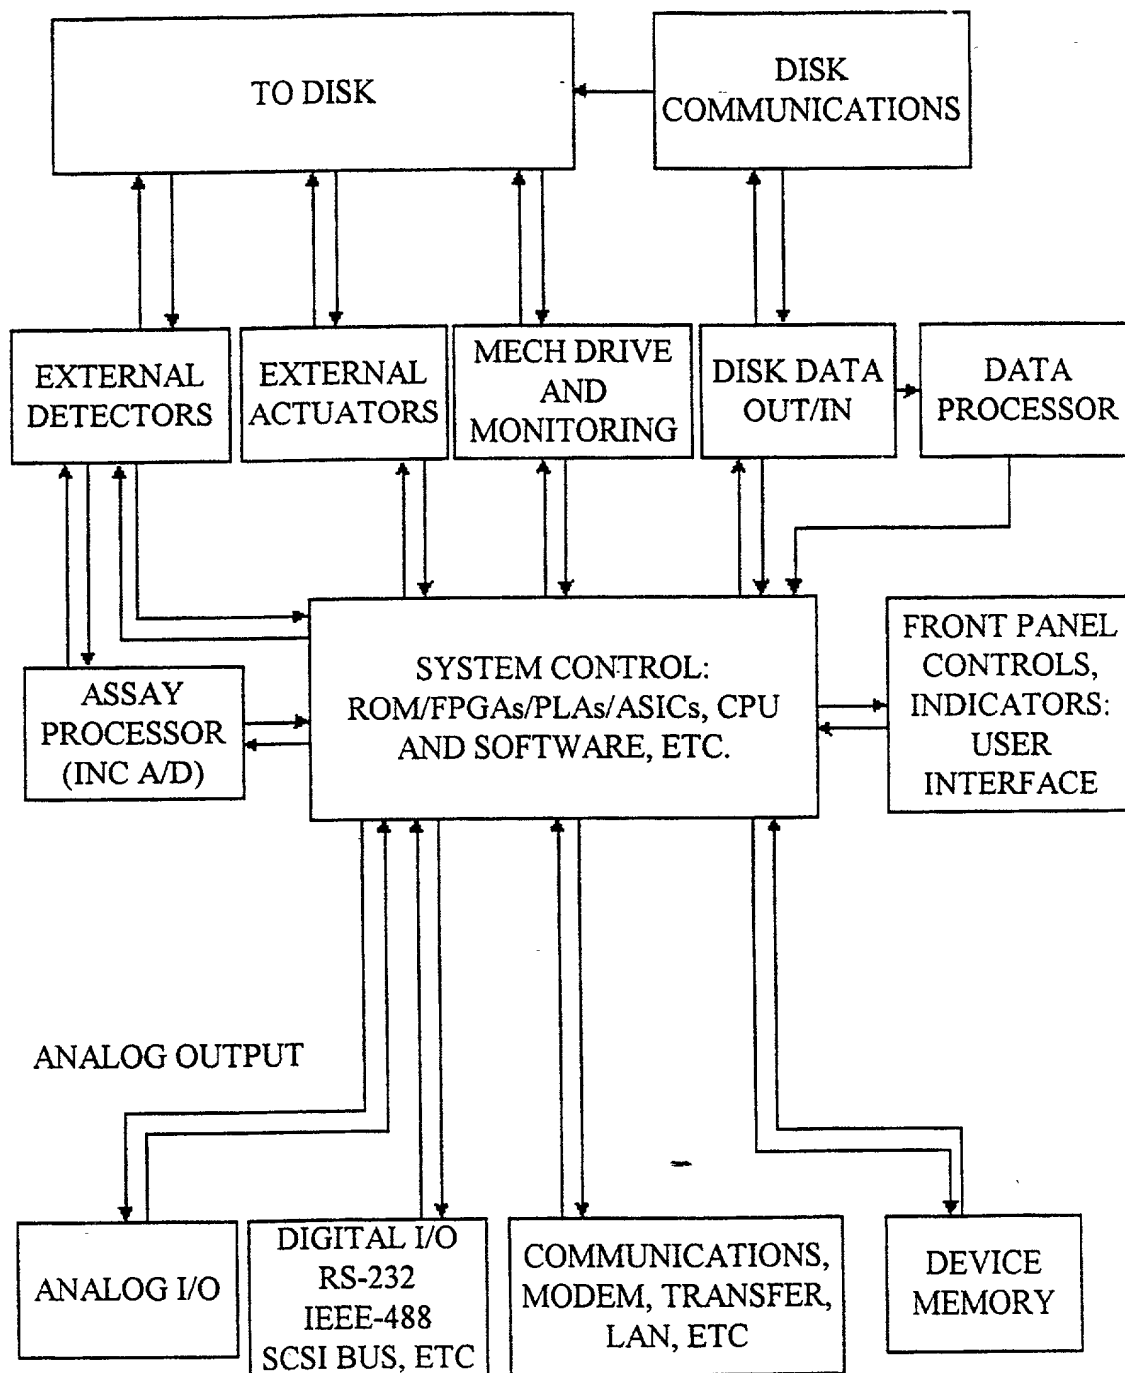 TO DISK
DISK
COMMUNICATIONS
EXTERNAL
DETECTORS
EXTERNAL
ACTUATORS
MECH DRIVE
AND
MONITORING
DISK DATA
OUT/IN
DATA
PROCESSOR
ASSAY
PROCESSOR
(INC A/D)
SYSTEM CONTROL:
ROM/FPGAs/PLAs/ASICs, CPU
AND SOFTWARE, ETC.
FRONT PANEL
CONTROLS,
INDICATORS:
USER
INTERFACE
ANALOG OUTPUT
ANALOG I/O
DIGITAL I/O
RS-232
IEEE-488
SCSI BUS, ETC
COMMUNICATIONS,
MODEM, TRANSFER,
LAN, ETC
DEVICE
MEMORY